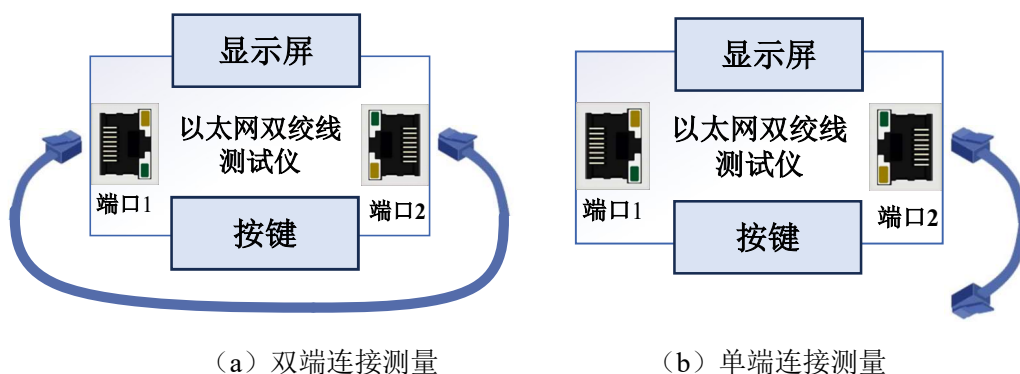 显示屏
以太网双绞线
测试仪
端口1
端口2
按键
（a）双端连接测量
显示屏
以太网双绞线
测试仪
端口1
端口2
按键
（b）单端连接测量